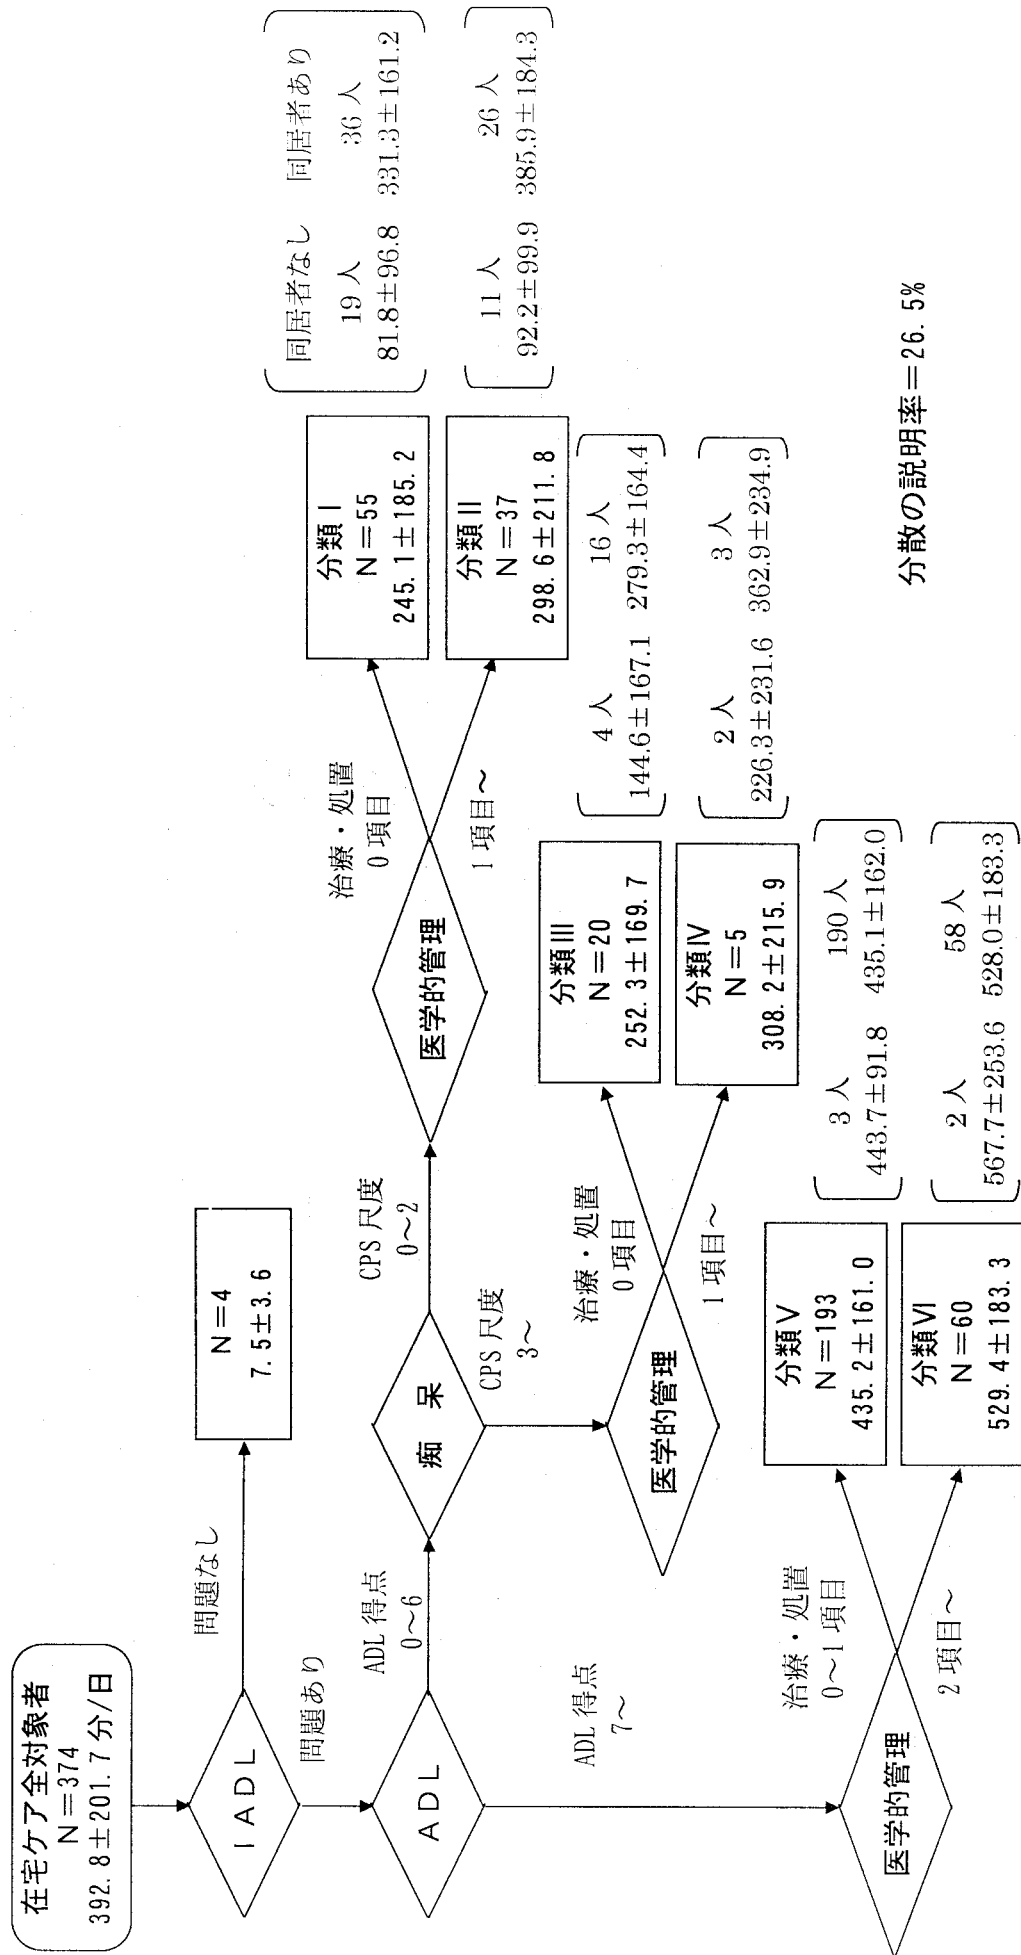 在宅ケア全対象者
N=374
392.8±201.7分/日
IADL
問題なし
N=4
7.5±3.6
問題あり
ADL
ADL得点
0～6
痴 呆
CPS尺度
0～2
医学的管理
治療・処置
0項目
分類Ⅰ
N=55
245.1±185.2
同居者なし 同居者あり
19人 36人
81.8±96.8 331.3±161.2
1項目～
分類Ⅱ
N=37
298.6±211.8
11人 26人
92.2±99.9 385.9±184.3
CPS尺度
3～
医学的管理
治療・処置
0項目
分類Ⅲ
N=20
252.3±169.7
4人 16人
144.6±167.1 279.3±164.4
1項目～
分類Ⅳ
N=5
308.2±215.9
2人 3人
226.3±231.6 362.9±234.9
ADL得点
7～
医学的管理
治療・処置
0～1項目
分類Ⅴ
N=193
435.2±161.0
3人 190人
443.7±91.8 435.1±162.0
2項目～
分類Ⅵ
N=60
529.4±183.3
2人 58人
567.7±253.6 528.0±183.3
分散の説明率=26.5%